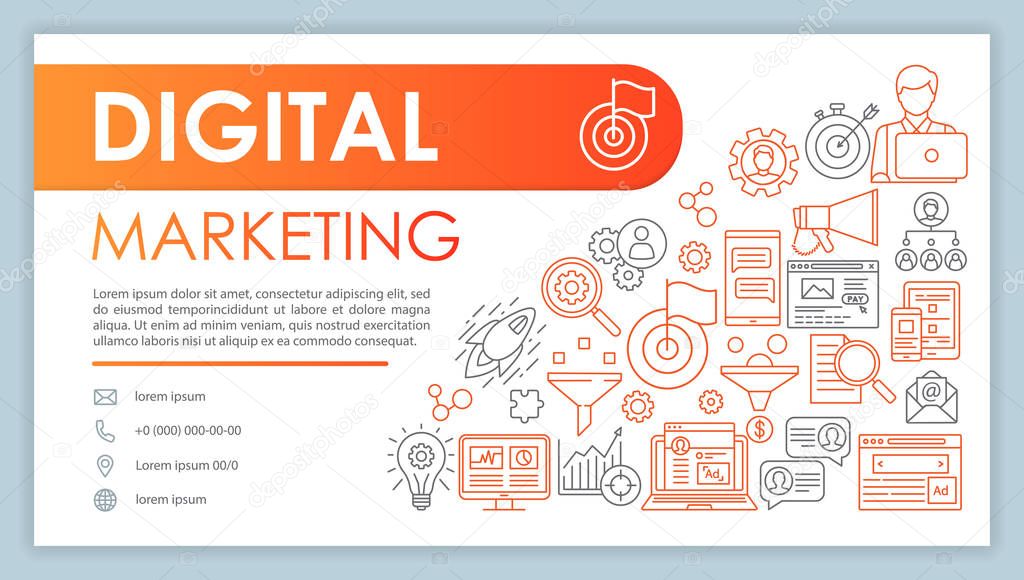 DIGITAL
MARKETING
Lorem ipsum dolor sit amet, consectetur adipiscing elit, sed
do eiusmod temporincididunt ut labore et dolore magna
aliqua. Ut enim ad minim veniam, quis nostrud exercitation
ullamco laboris nisi ut aliquip ex ea commodo consequat.
lorem ipsum
+0 (000) 000-00-00
Lorem ipsum 00/0
lorem ipsum
PAY
@
$
Ad
Ad
depositphotos